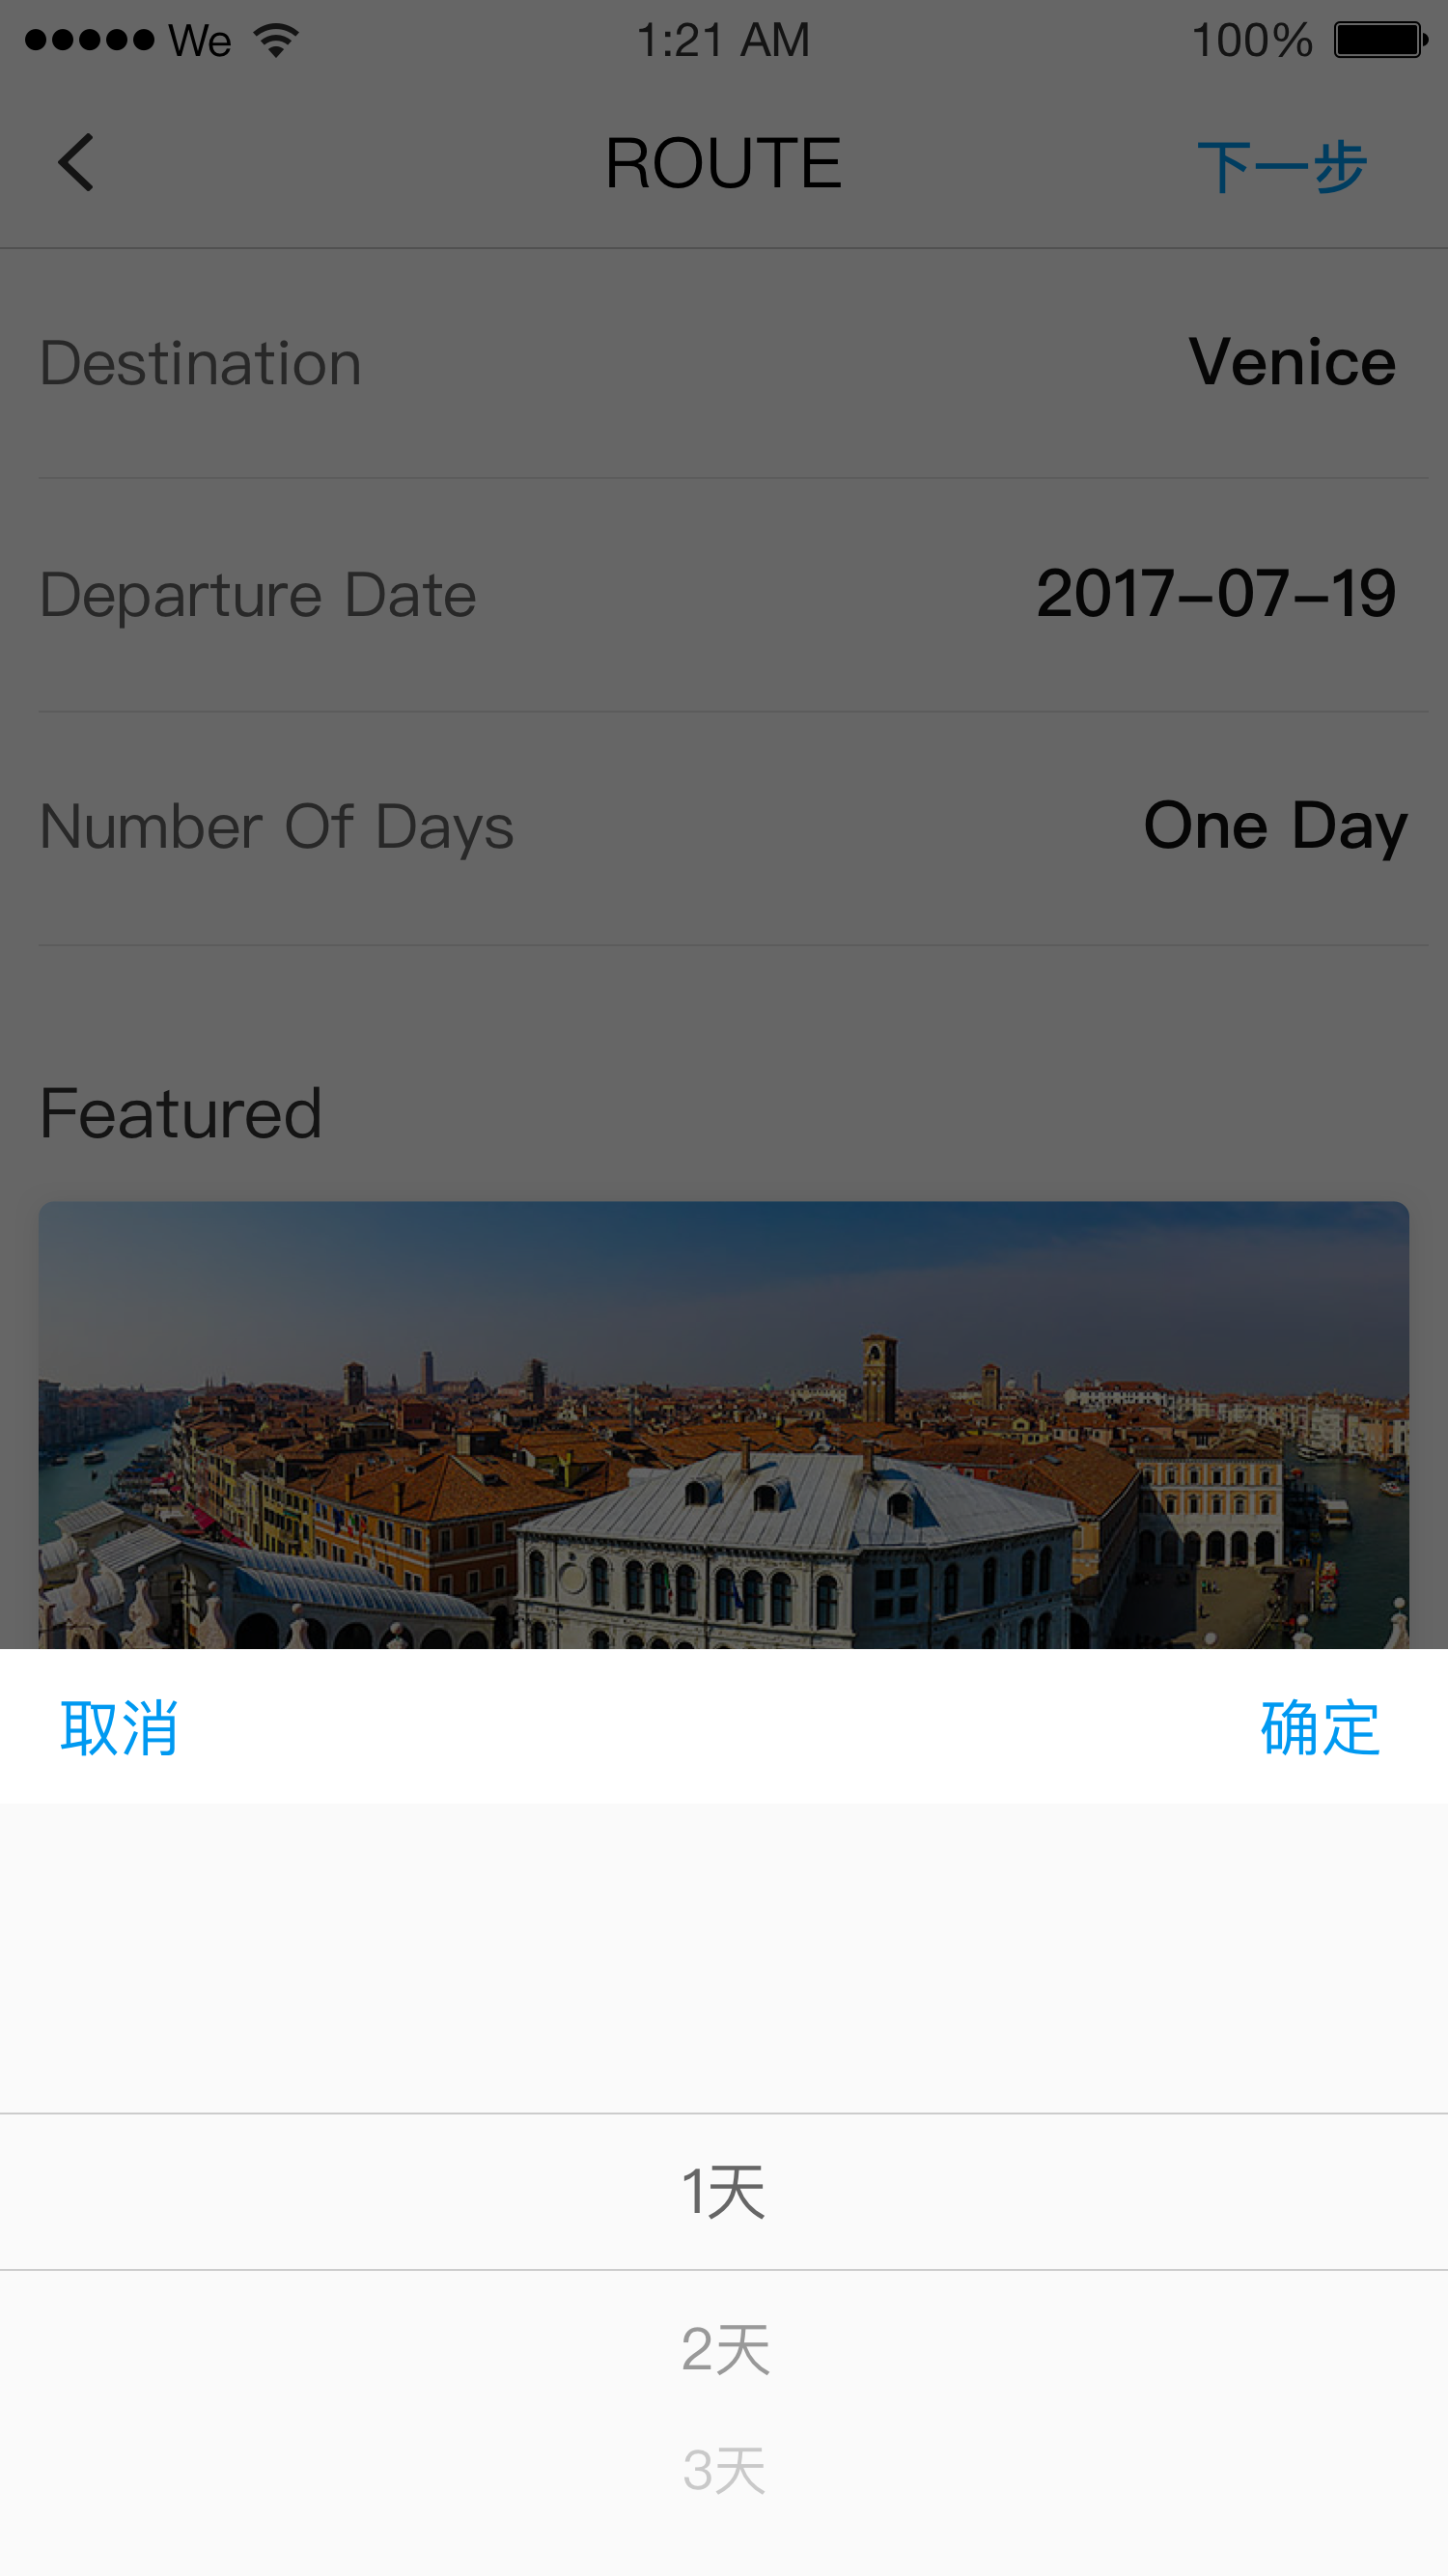 We 1:21 AM 100%
ROUTE 下一步
Destination Venice
Departure Date 2017-07-19
Number Of Days One Day
Featured
取消 确定
1天
2天
3天